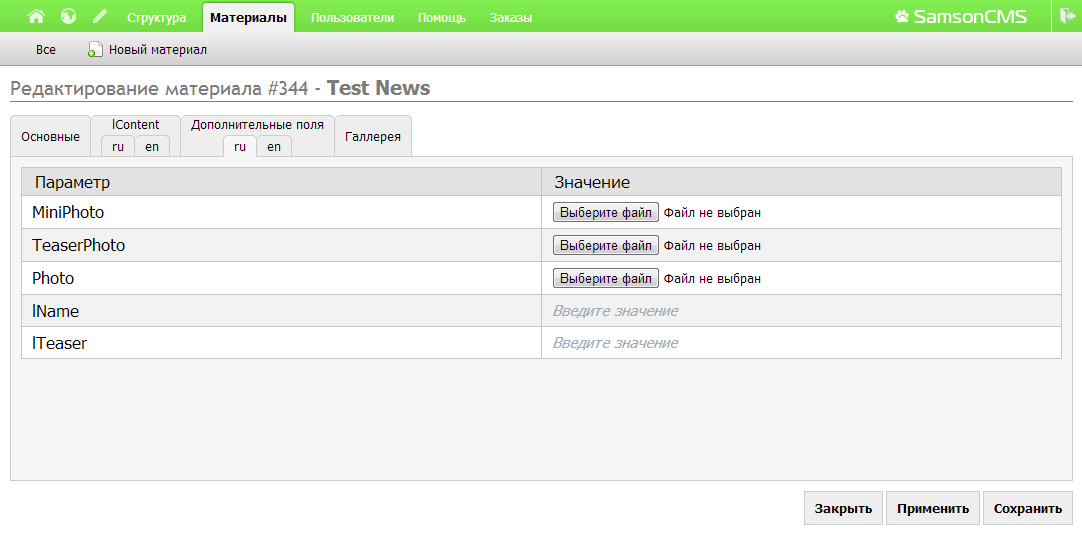 Структура Материалы Пользователи Помощь Заказы SamsonCMS
Все Новый материал
Редактирование материала #344 - Test News
Основные lContent Дополнительные поля Галлерея
ru en ru en
Параметр Значение
MiniPhoto Выберите файл Файл не выбран
TeaserPhoto Выберите файл Файл не выбран
Photo Выберите файл Файл не выбран
lName Введите значение
lTeaser Введите значение
Закрыть Применить Сохранить